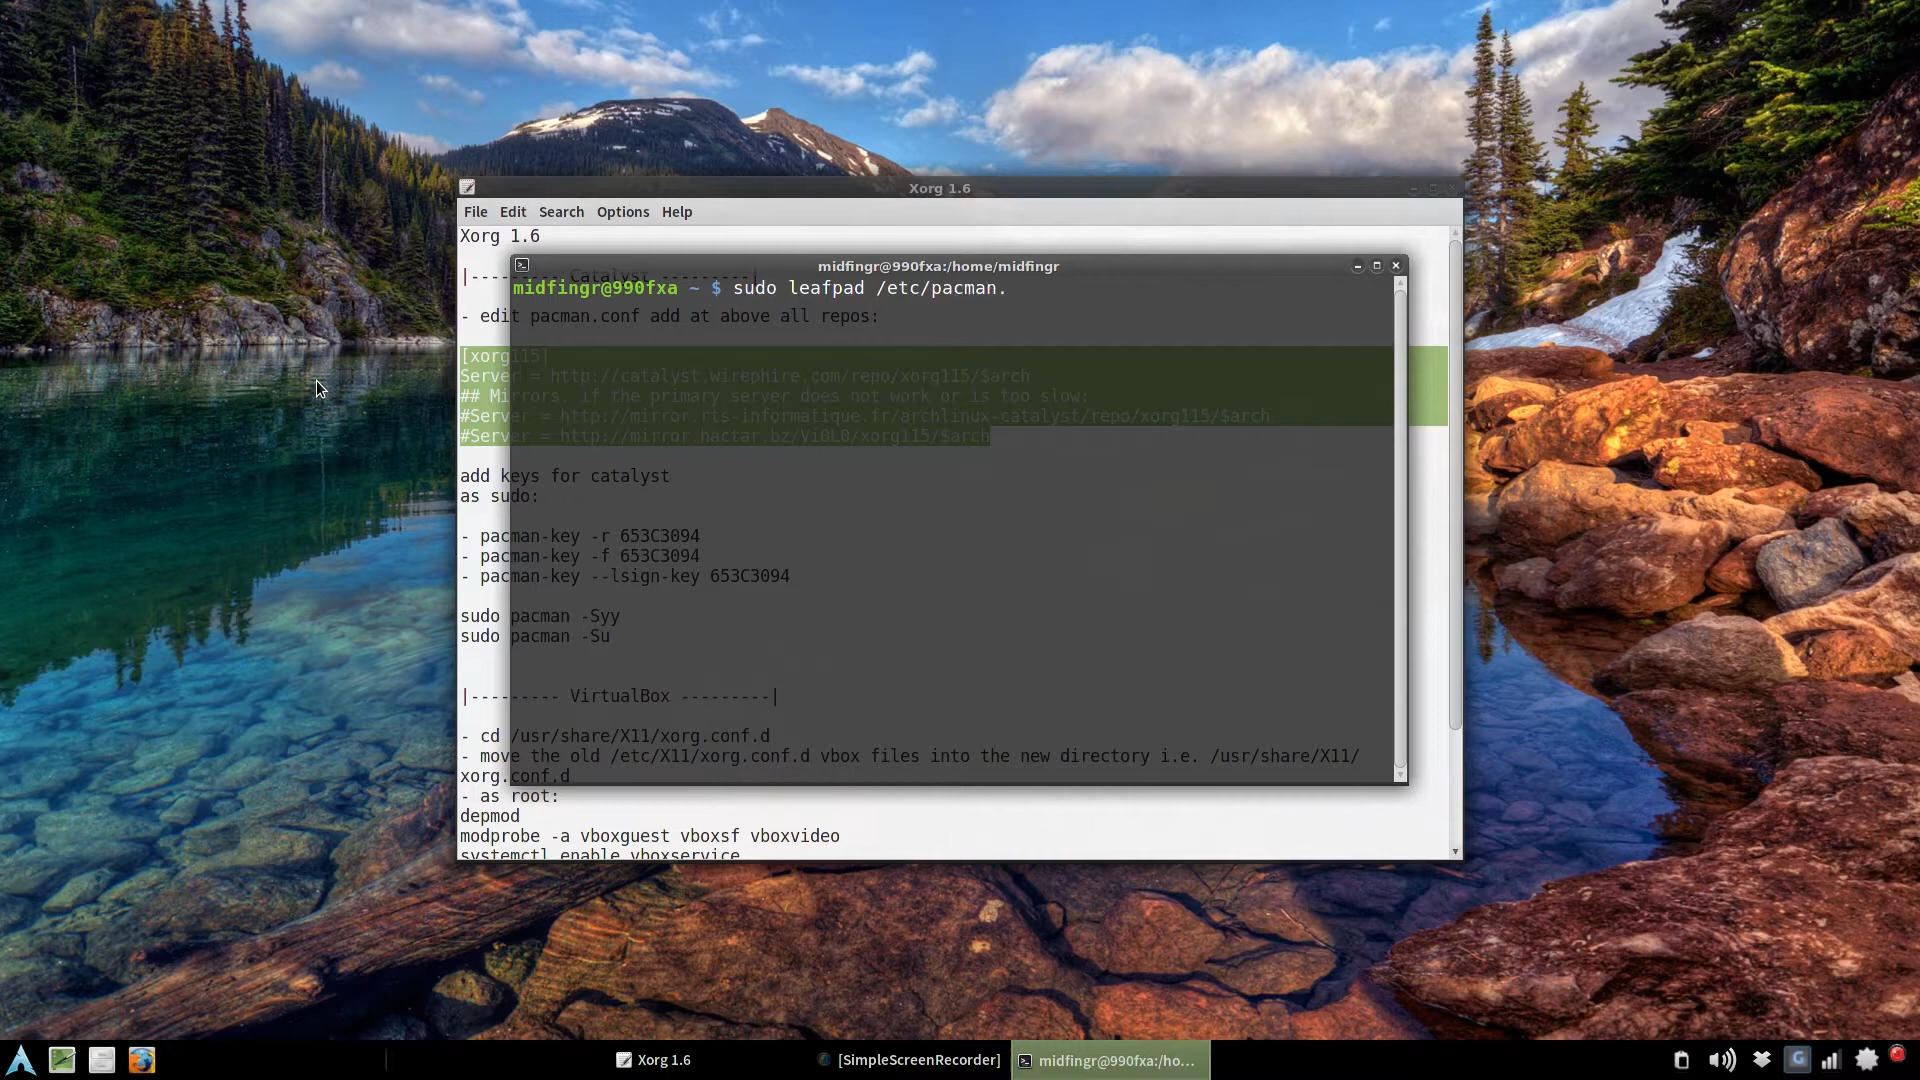 Xorg 1.6
File Edit Search Options Help
Xorg 1.6
|--------- Catalyst ---------|
midfingr@990fxa:/home/midfingr
midfingr@990fxa ~ $ sudo leafpad /etc/pacman.
- edit pacman.conf add at above all repos:
[xorg115]
Server = http://catalyst.wirephire.com/repo/xorg115/$arch
## Mirrors, if the primary server does not work or is too slow:
#Server = http://mirror.rts-informatique.fr/archlinux-catalyst/repo/xorg115/$arch
#Server = http://mirror.hactar.bz/Vi0L0/xorg115/$arch
add keys for catalyst
as sudo:
- pacman-key -r 653C3094
- pacman-key -f 653C3094
- pacman-key --lsign-key 653C3094
sudo pacman -Syy
sudo pacman -Su
|--------- VirtualBox ---------|
- cd /usr/share/X11/xorg.conf.d
- move the old /etc/X11/xorg.conf.d vbox files into the new directory i.e. /usr/share/X11/
xorg.conf.d
- as root:
depmod
modprobe -a vboxguest vboxsf vboxvideo
systemctl enable vboxservice
Xorg 1.6
[SimpleScreenRecorder]
midfingr@990fxa:/ho...
G